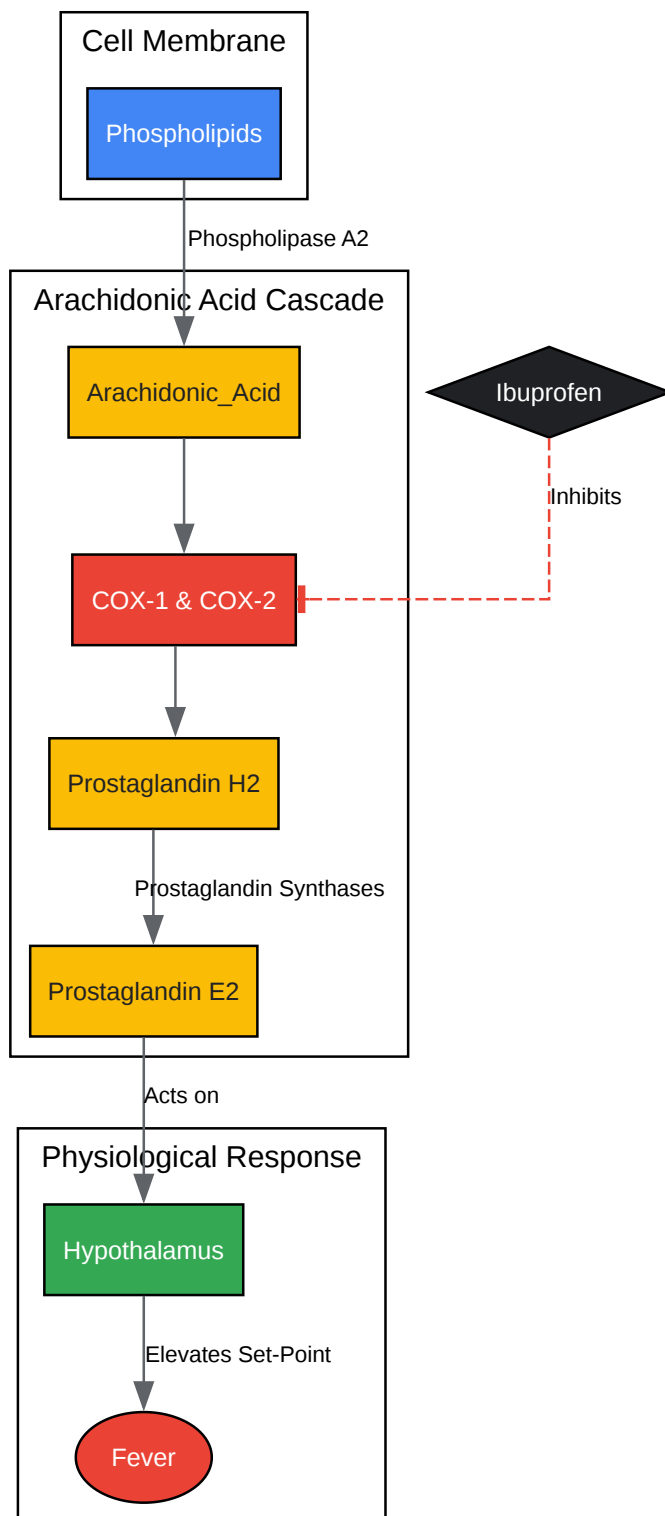 Cell Membrane
Phospholipids
Phospholipase A2
Arachidonic Acid Cascade
Arachidonic_Acid
Ibuprofen
Inhibits
COX-1 & COX-2
Prostaglandin H2
Prostaglandin Synthases
Prostaglandin E2
Acts on
Physiological Response
Hypothalamus
Elevates Set-Point
Fever